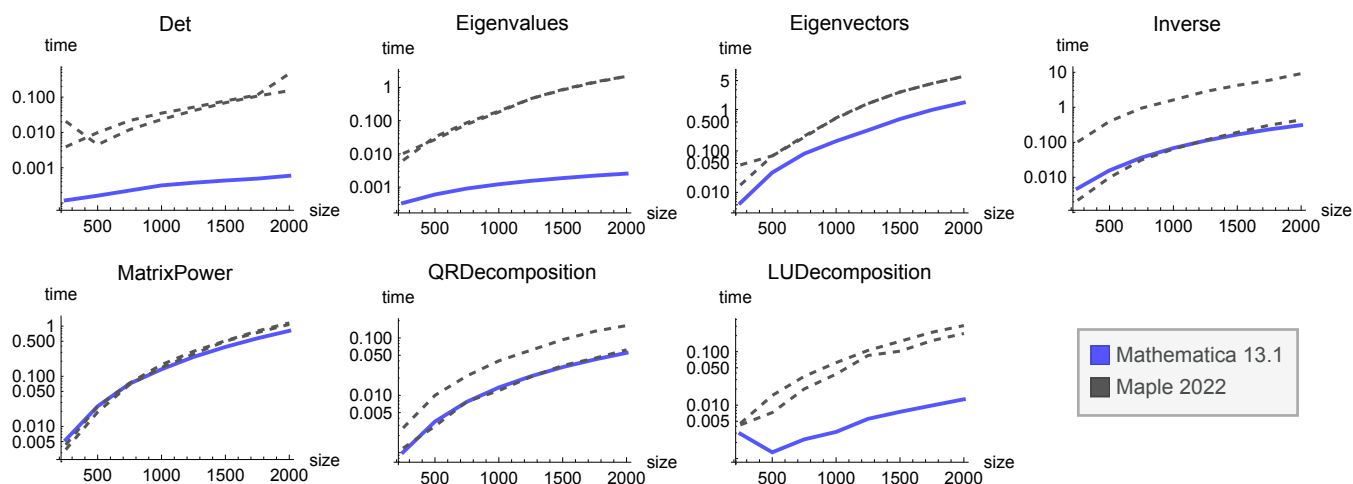 Det
time
0.100
0.010
0.001
500 1000 1500 2000
size
Eigenvalues
time
1
0.100
0.010
0.001
500 1000 1500 2000
size
Eigenvectors
time
5
1
0.500
0.100
0.050
0.010
500 1000 1500 2000
size
Inverse
time
10
1
0.100
0.010
500 1000 1500 2000
size
MatrixPower
time
1
0.500
0.100
0.050
0.010
0.005
500 1000 1500 2000
size
QRDecomposition
time
0.100
0.050
0.010
0.005
500 1000 1500 2000
size
LUDecomposition
time
0.100
0.050
0.010
0.005
500 1000 1500 2000
size
Mathematica 13.1
Maple 2022